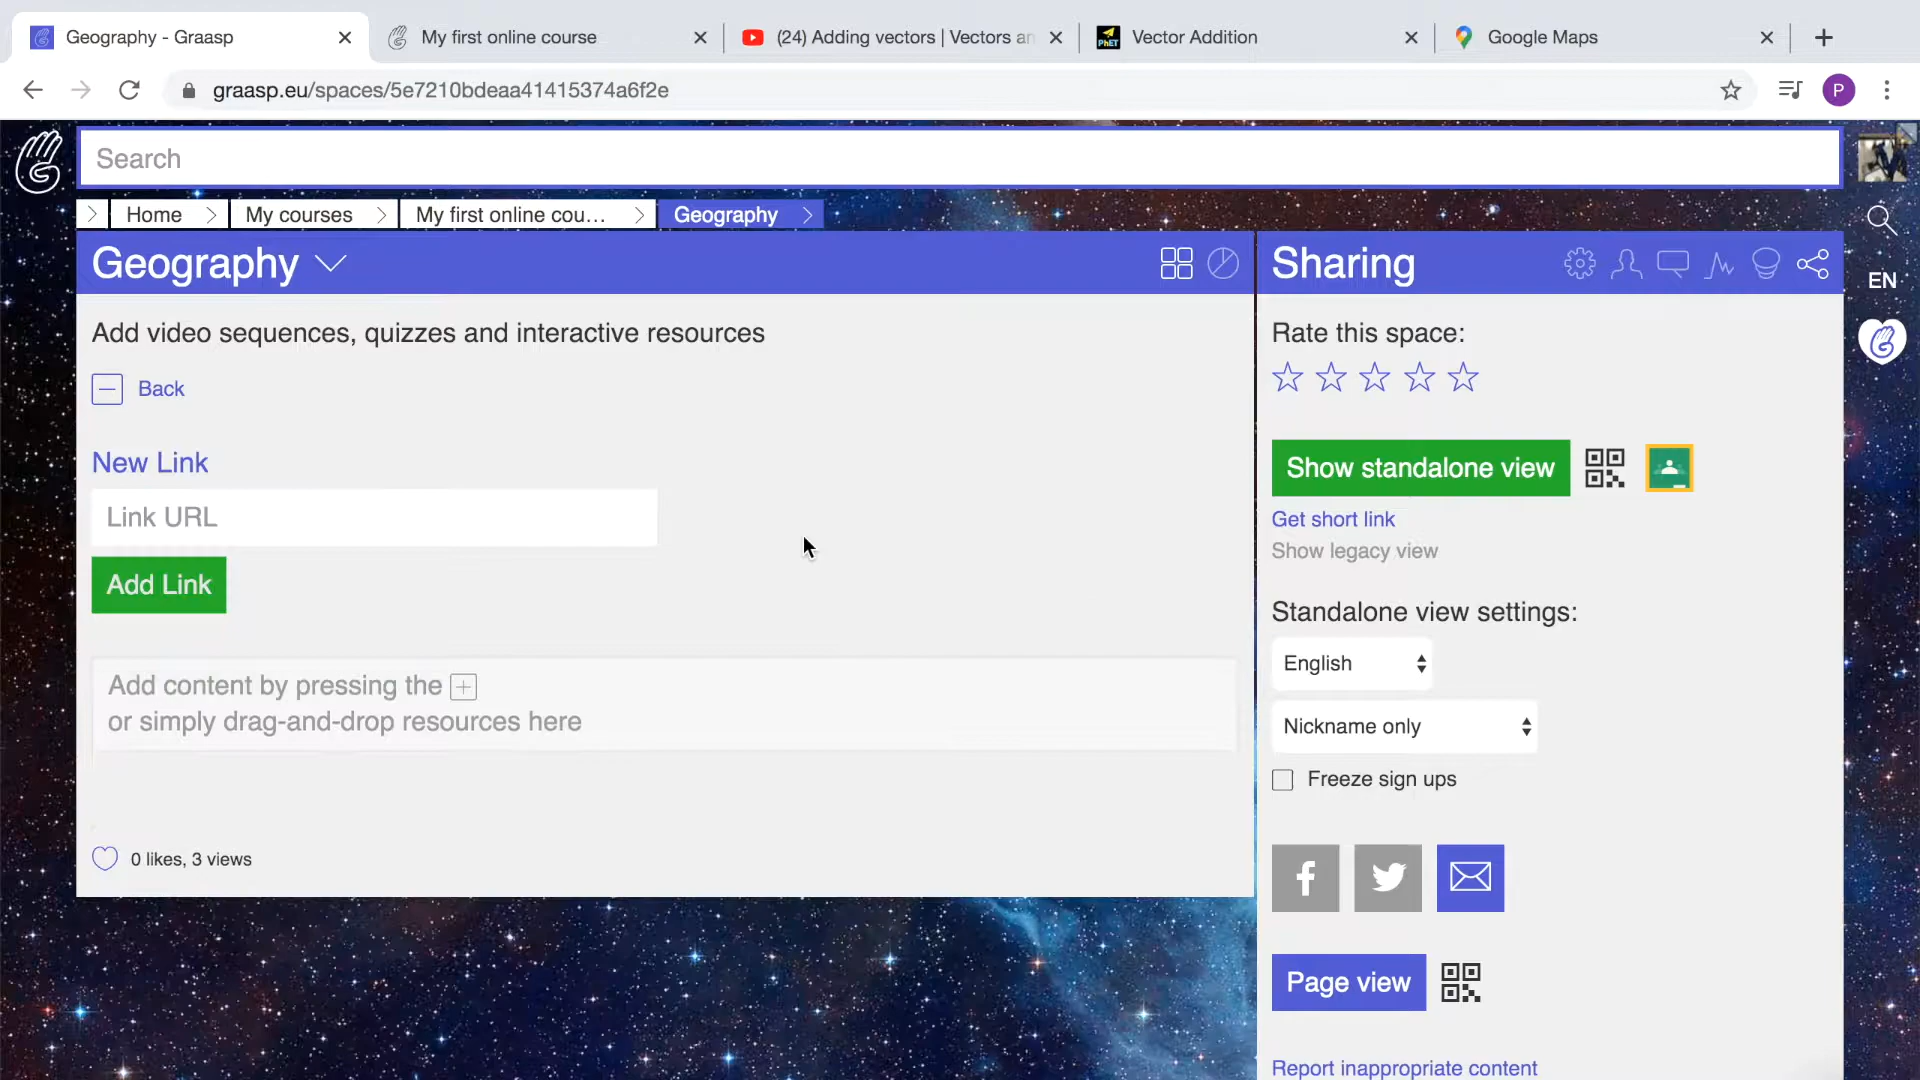 Geography - Graasp
My first online course
(24) Adding vectors | Vectors an
PhET
Vector Addition
Google Maps
graasp.eu/spaces/5e7210bdeaa41415374a6f2e
P
Search
Home
My courses
My first online cou...
Geography
EN
Geography
Add video sequences, quizzes and interactive resources
Back
New Link
Link URL
Add Link
Add content by pressing the
or simply drag-and-drop resources here
0 likes, 3 views
Sharing
Rate this space:
Show standalone view
Get short link
Show legacy view
Standalone view settings:
English
Nickname only
Freeze sign ups
Page view
Report inappropriate content